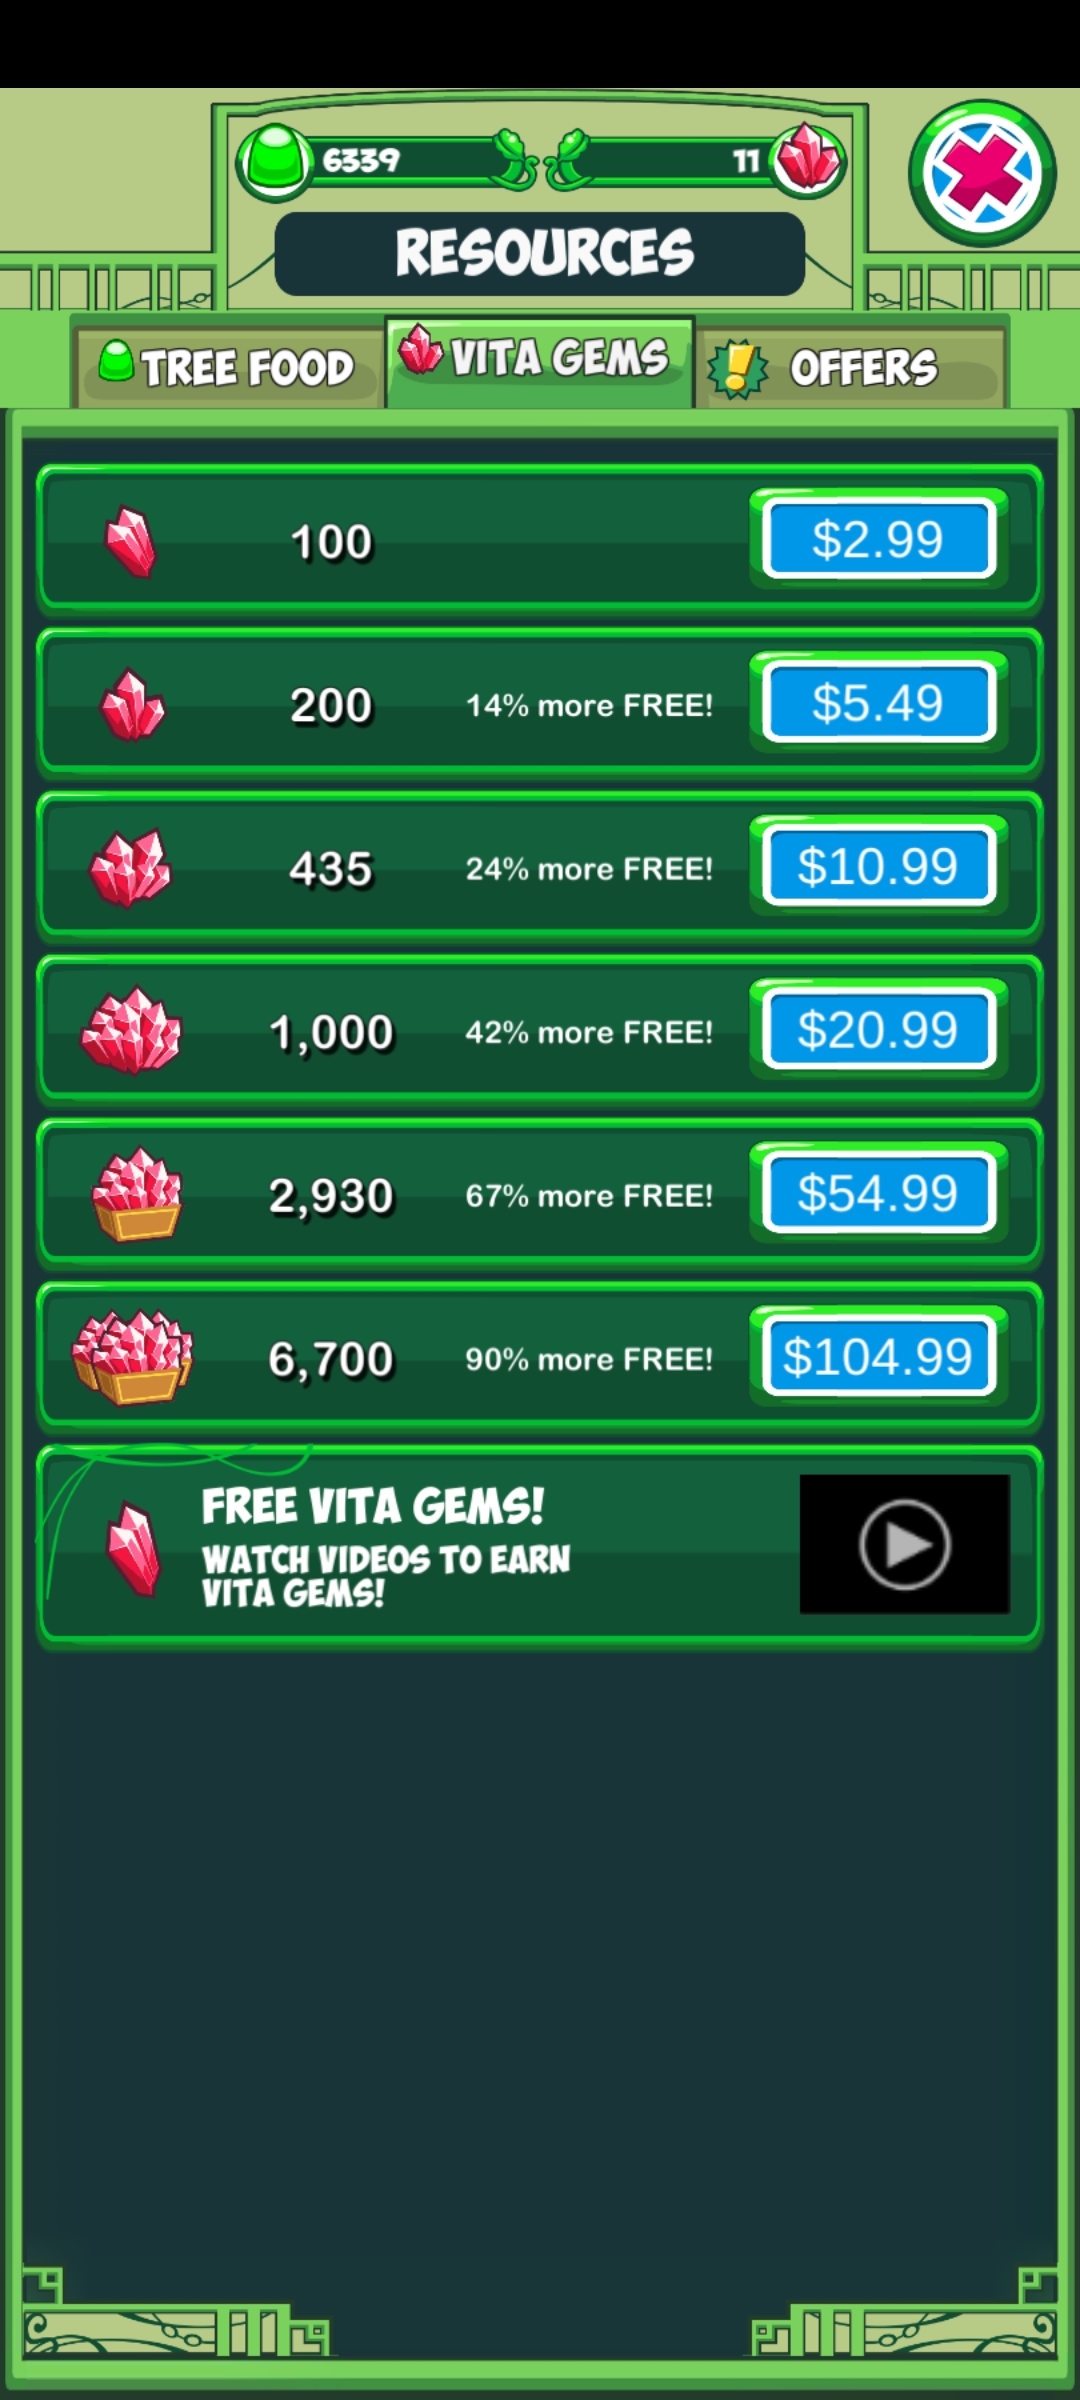 6339
11
RESOURCES
TREE FOOD
VITA GEMS
OFFERS
100
$2.99
200
14% more FREE!
$5.49
435
24% more FREE!
$10.99
1,000
42% more FREE!
$20.99
2,930
67% more FREE!
$54.99
6,700
90% more FREE!
$104.99
FREE VITA GEMS!
WATCH VIDEOS TO EARN
VITA GEMS!